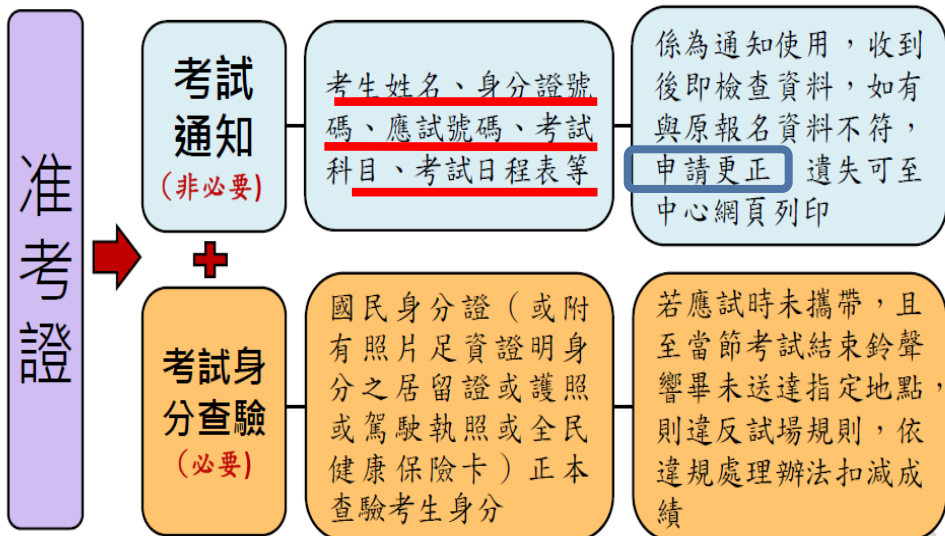 准考證
考試
通知
(非必要)
考生姓名、身分證號
碼、應試號碼、考試
科目、考試日程表等
係為通知使用，收到
後即檢查資料，如有
與原報名資料不符，
申請更正 遺失可至
中心網頁列印
考試身
分查驗
(必要)
國民身分證（或附
有照片足資證明身
分之居留證或護照
或駕駛執照或全民
健康保險卡）正本
查驗考生身分
若應試時未攜帶，且
至當節考試結束鈴聲
響畢未送達指定地點，
則違反試場規則，依
違規處理辦法扣減成
績